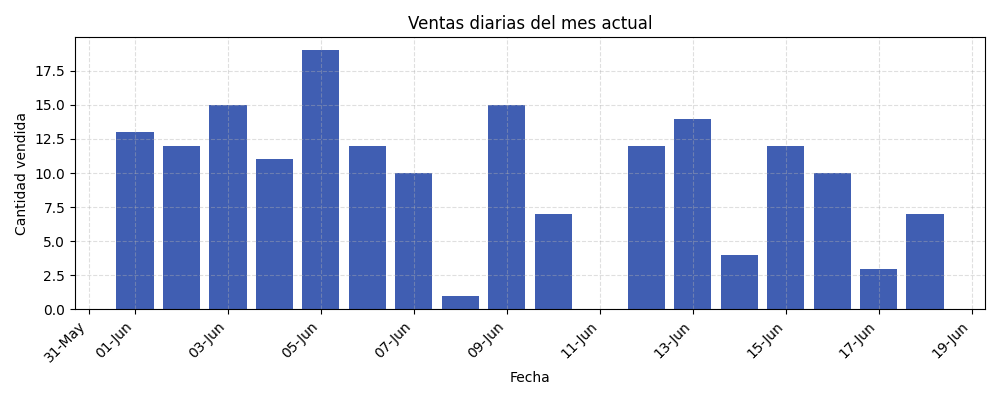 Ventas diarias del mes actual
Cantidad vendida
17.5
15.0
12.5
10.0
7.5
5.0
2.5
0.0
31-May
01-Jun
03-Jun
05-Jun
07-Jun
09-Jun
11-Jun
13-Jun
15-Jun
17-Jun
19-Jun
Fecha